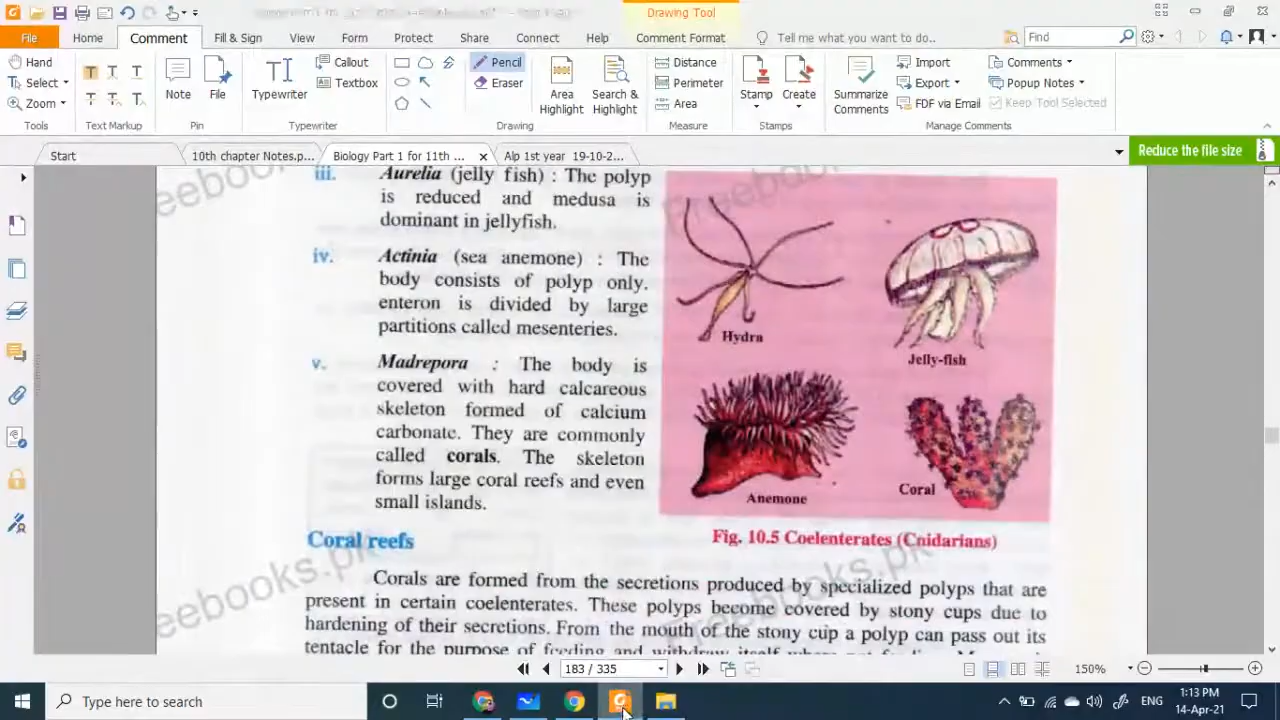 Drawing Tool
File Home Comment Fill & Sign View Form Protect Share Connect Help Comment Format Tell me what you want to do.. Find
Hand
Select
Zoom
Tools
Text Markup
Note
File
Pin
Typewriter
Callout
Textbox
Typewriter
Pencil
Eraser
Area Highlight
Search & Highlight
Drawing
Distance
Perimeter
Area
Measure
Stamp
Create
Stamps
Summarize Comments
Import
Export
FDF via Email
Comments
Popup Notes
Keep Tool Selected
Manage Comments
Start 10th chapter Notes.p... Biology Part 1 for 11th ... Alp 1st year 19-10-2... Reduce the file size
iii. Aurelia (jelly fish) : The polyp
is reduced and medusa is
dominant in jellyfish.
iv. Actinia (sea anemone) : The
body consists of polyp only.
enteron is divided by large
partitions called mesenteries.
v. Madrepora : The body is
covered with hard calcareous
skeleton formed of calcium
carbonate. They are commonly
called corals. The skeleton
forms large coral reefs and even
small islands.
Hydra
Jelly-fish
Anemone
Coral
Fig. 10.5 Coelenterates (Cnidarians)
Coral reefs
Corals are formed from the secretions produced by specialized polyps that are
present in certain coelenterates. These polyps become covered by stony cups due to
hardening of their secretions. From the mouth of the stony cup a polyp can pass out its
tentacle for the purpose of feeding and withdraw itself
freebooks.pk
183 / 335
150%
Type here to search
ENG
1:13 PM
14-Apr-21